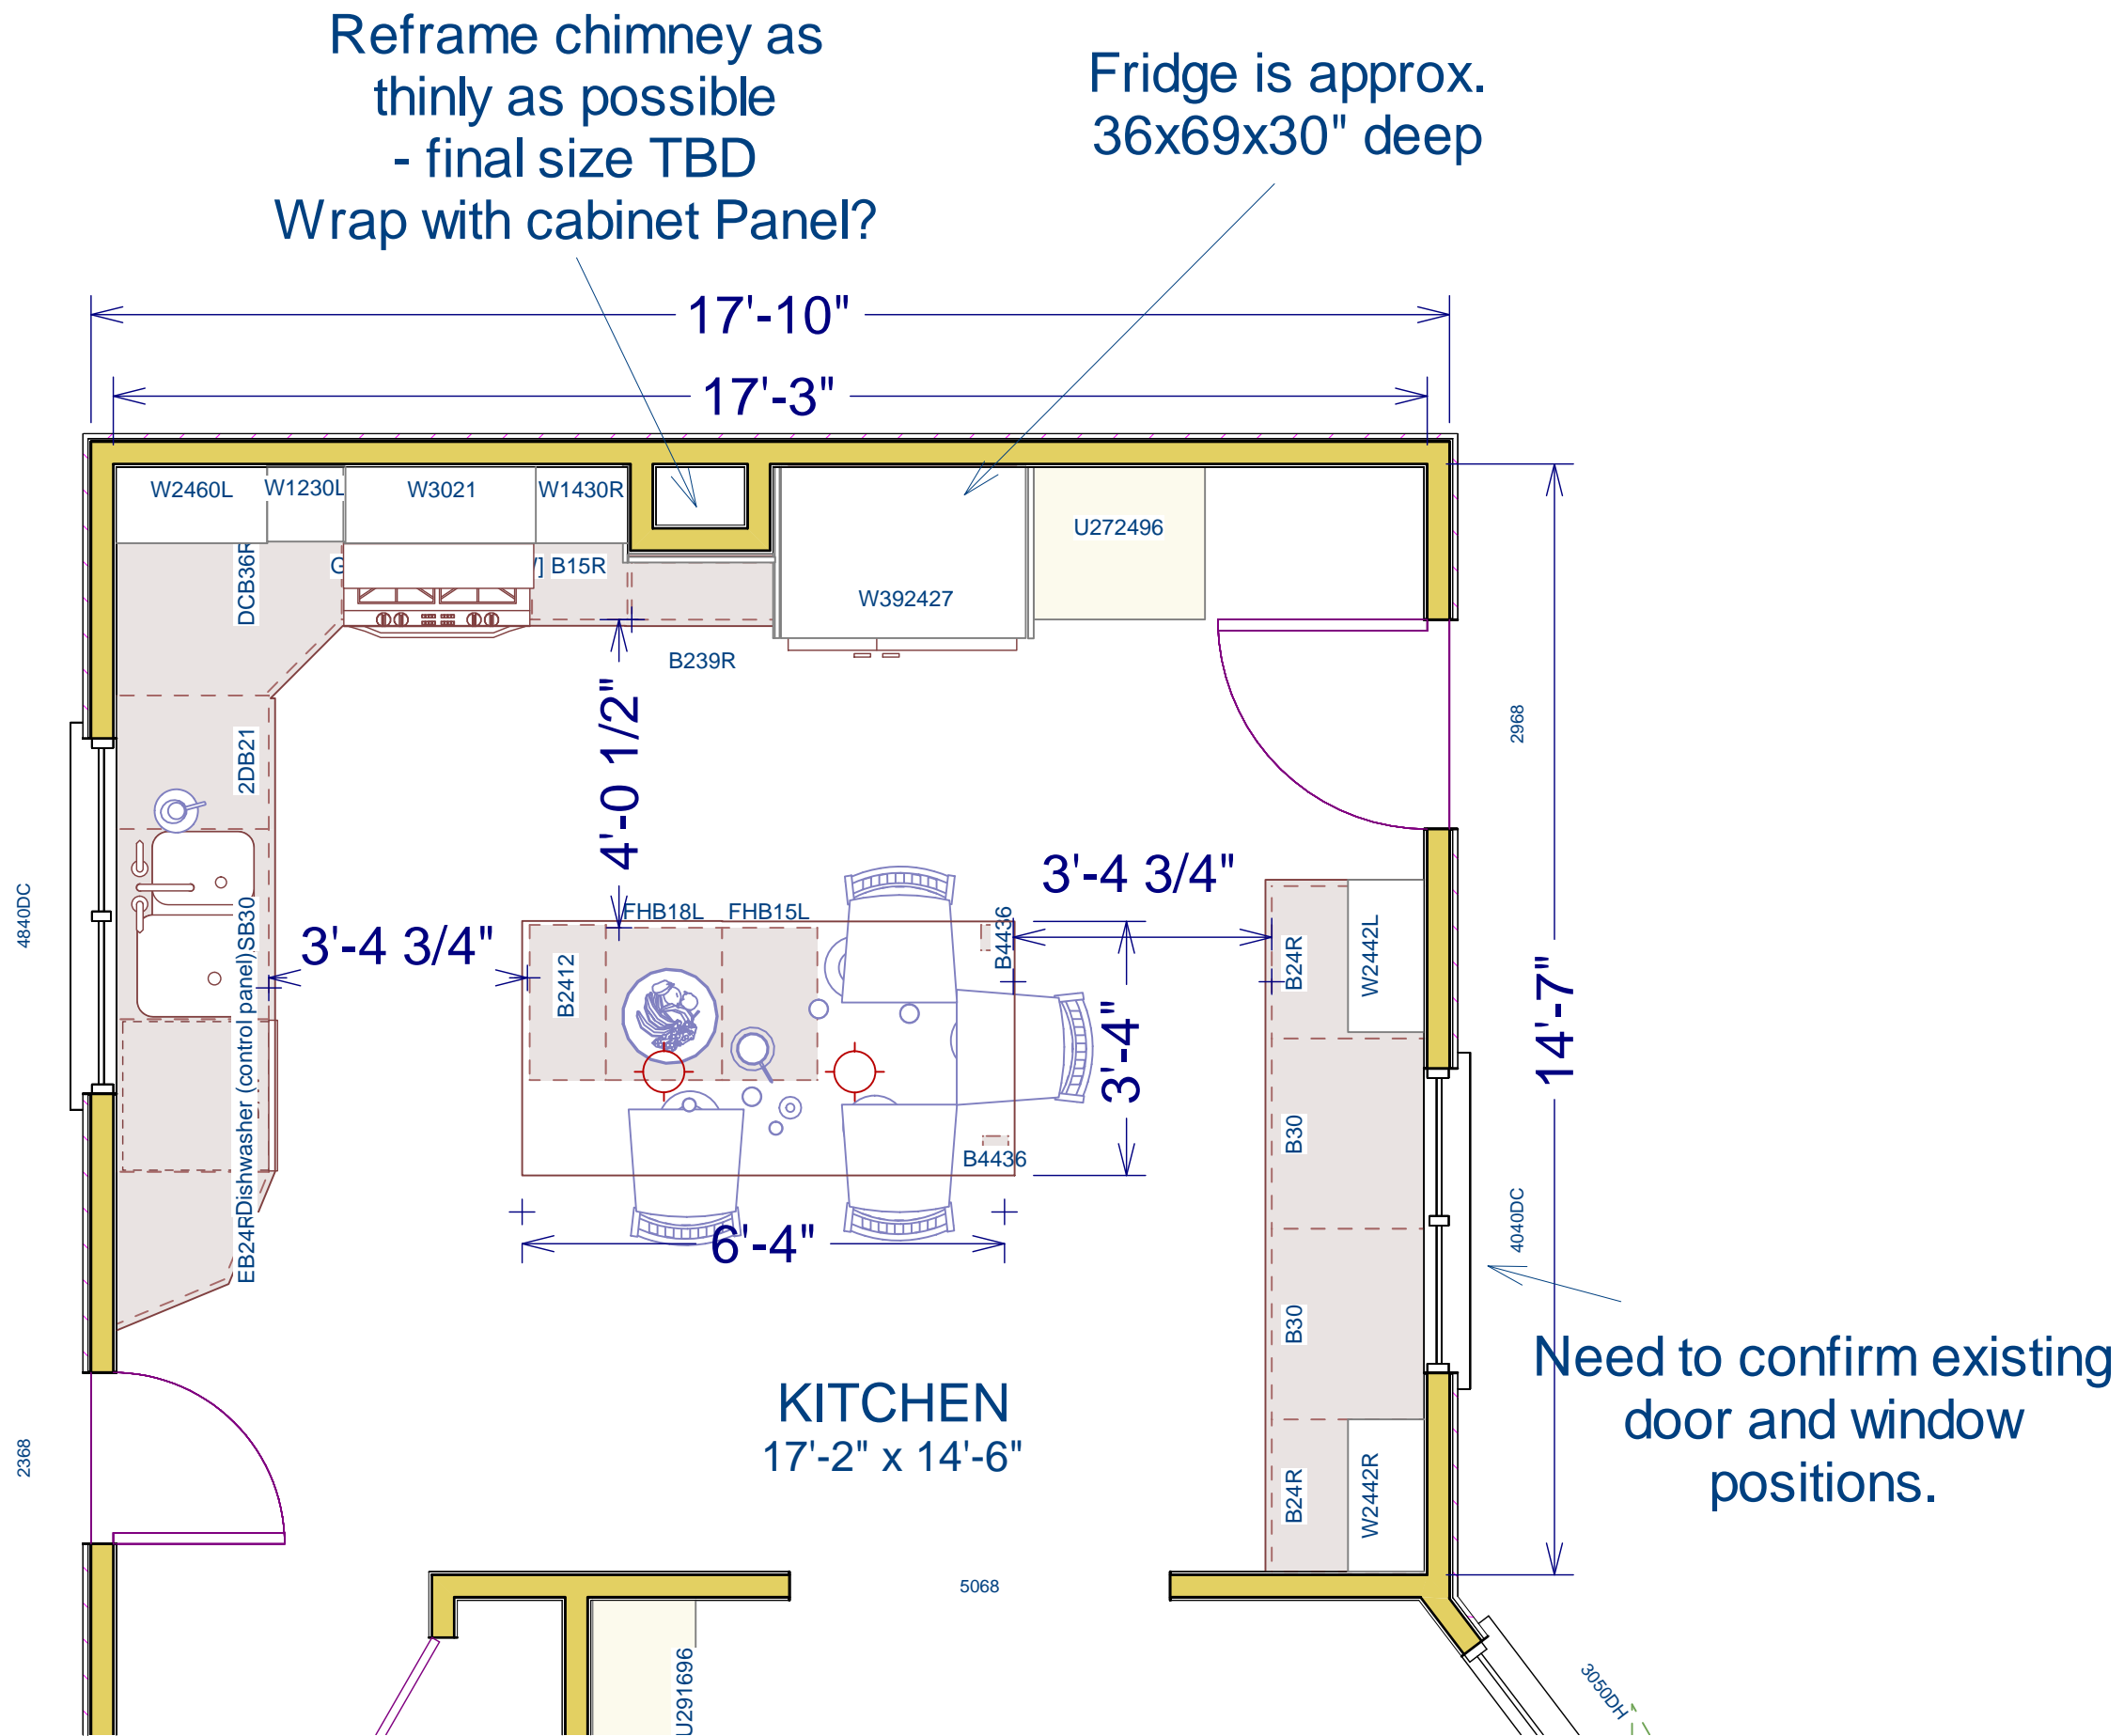 Reframe chimney as
thinly as possible
- final size TBD
Wrap with cabinet Panel?
Fridge is approx.
36x69x30" deep
17'-10"
17'-3"
W2460L
W1230L
W3021
W1430R
U272496
DCB36R
B15R
W392427
B239R
2968
4'-0 1/2"
2DB21
4840DC
3'-4 3/4"
FHB18L
FHB15L
B4436
3'-4 3/4"
B24R
W2442L
B2412
EB24RDishwasher (control panel)SB30
3'-4"
14'-7"
B30
B4436
6'-4"
4040DC
B30
Need to confirm existing
door and window
positions.
KITCHEN
17'-2" x 14'-6"
2368
B24R
W2442R
5068
U291696
3050DH